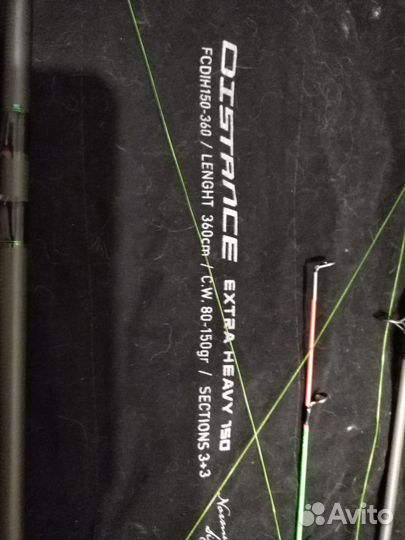 DISTANCE EXTRA HEAVY 150
FCDIH150-360 / LENGHT 360cm / C.W. 80-150gr / SECTIONS 3+3
Avito